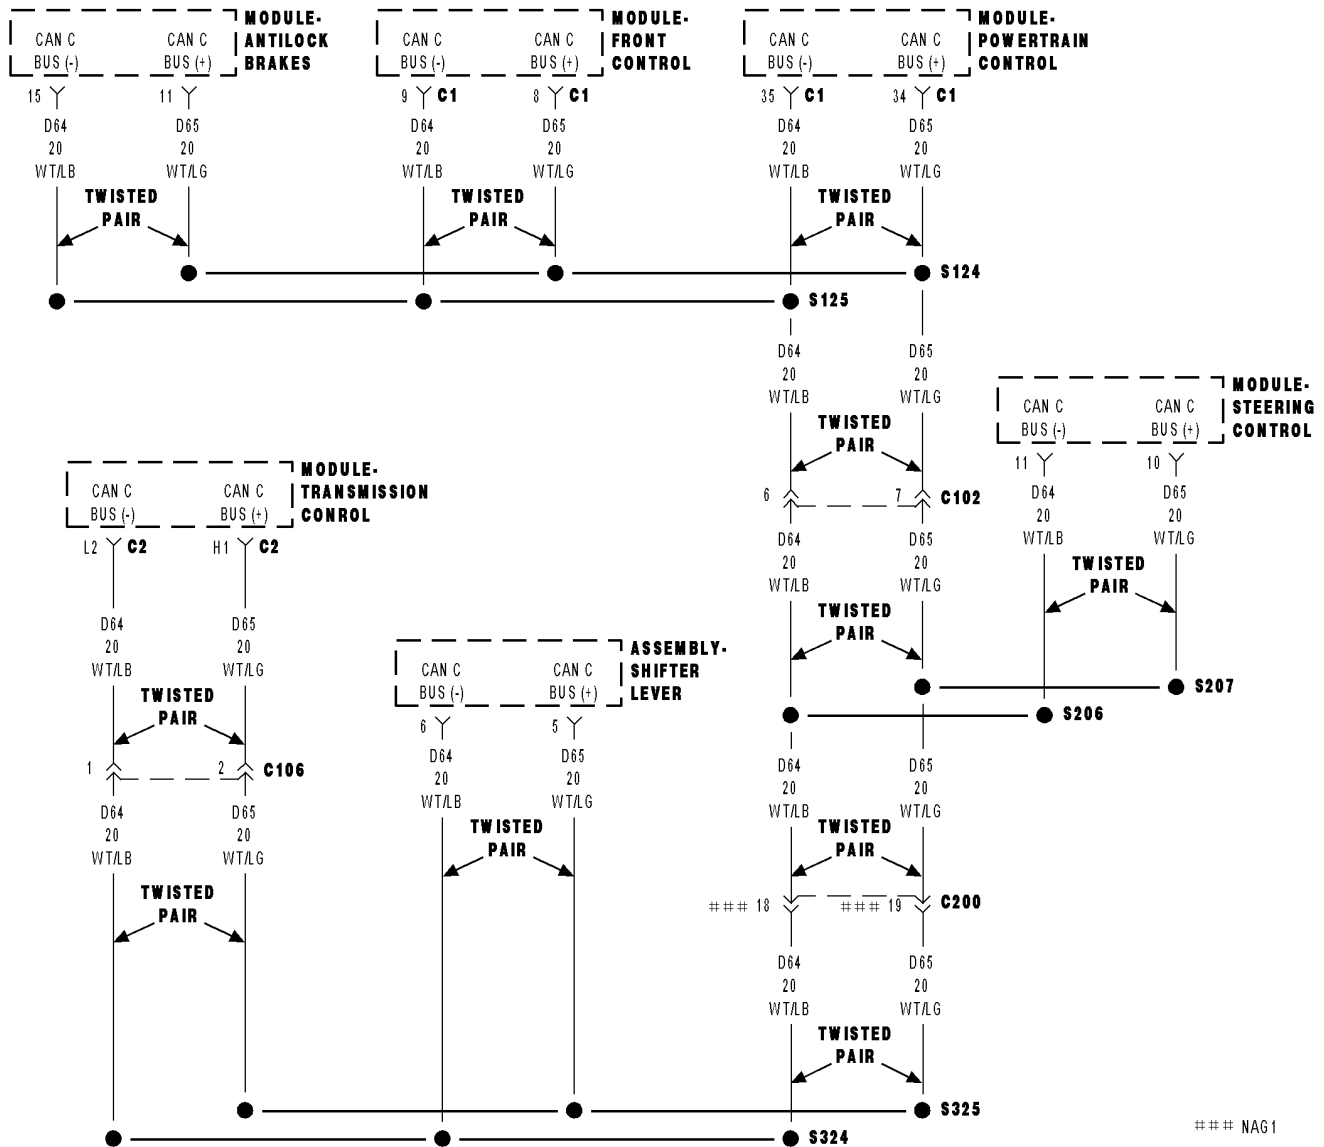 MODULE-
ANTILOCK
BRAKES
CAN C
BUS (-)
CAN C
BUS (+)
15
11
D64
20
WT/LB
D65
20
WT/LG
TWISTED
PAIR
MODULE-
FRONT
CONTROL
CAN C
BUS (-)
CAN C
BUS (+)
9 C1
8 C1
D64
20
WT/LB
D65
20
WT/LG
TWISTED
PAIR
MODULE-
POWERTRAIN
CONTROL
CAN C
BUS (-)
CAN C
BUS (+)
35 C1
34 C1
D64
20
WT/LB
D65
20
WT/LG
TWISTED
PAIR
S124
S125
D64
20
WT/LB
D65
20
WT/LG
TWISTED
PAIR
6
7
C102
D64
20
WT/LB
D65
20
WT/LG
TWISTED
PAIR
MODULE-
STEERING
CONTROL
CAN C
BUS (-)
CAN C
BUS (+)
11
10
D64
20
WT/LB
D65
20
WT/LG
TWISTED
PAIR
S207
S206
MODULE-
TRANSMISSION
CONROL
CAN C
BUS (-)
CAN C
BUS (+)
L2 C2
H1 C2
D64
20
WT/LB
D65
20
WT/LG
TWISTED
PAIR
1
2
C106
D64
20
WT/LB
D65
20
WT/LG
TWISTED
PAIR
ASSEMBLY-
SHIFTER
LEVER
CAN C
BUS (-)
CAN C
BUS (+)
6
5
D64
20
WT/LB
D65
20
WT/LG
TWISTED
PAIR
D64
20
WT/LB
D65
20
WT/LG
TWISTED
PAIR
### 18
### 19
C200
D64
20
WT/LB
D65
20
WT/LG
TWISTED
PAIR
S325
S324
### NAG1